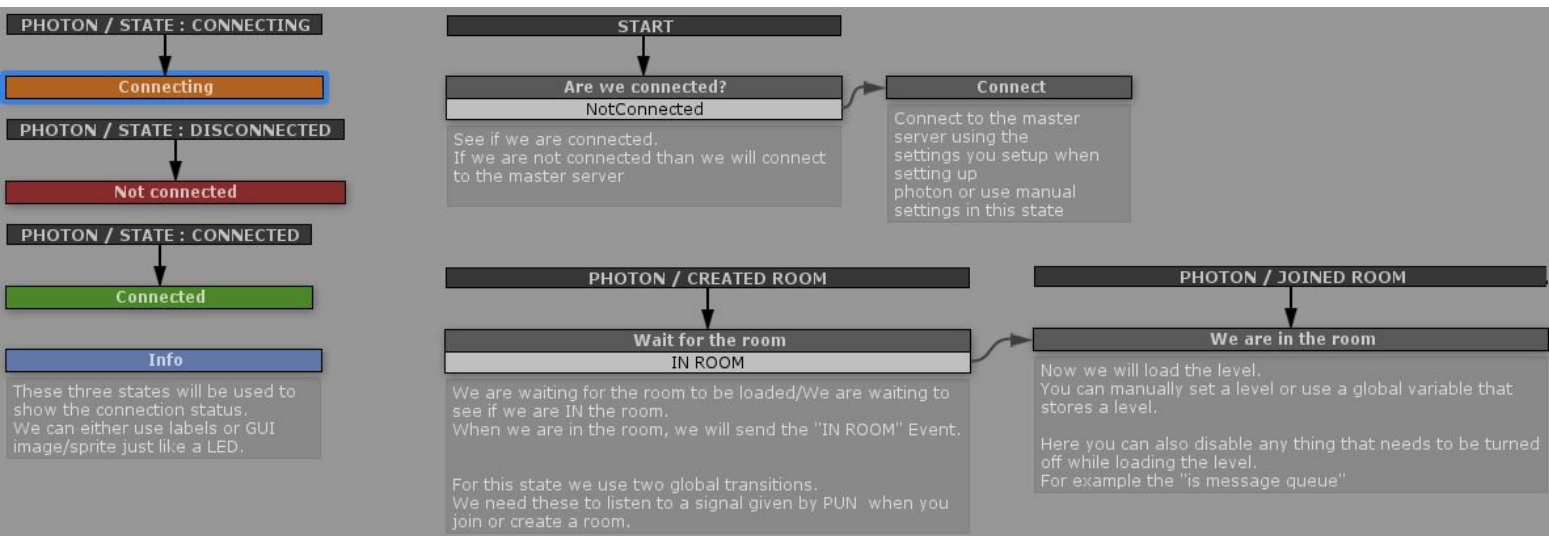 PHOTON / STATE : CONNECTING
Connecting
PHOTON / STATE : DISCONNECTED
Not connected
PHOTON / STATE : CONNECTED
Connected
Info
These three states will be used to
show the connection status.
We can either use labels or GUI
image/sprite just like a LED.
START
Are we connected?
NotConnected
See if we are connected.
If we are not connected than we will connect
to the master server
Connect
Connect to the master
server using the
settings you setup when
setting up
photon or use manual
settings in this state
PHOTON / CREATED ROOM
Wait for the room
IN ROOM
We are waiting for the room to be loaded/We are waiting to
see if we are IN the room.
When we are in the room, we will send the "IN ROOM" Event.
For this state we use two global transitions.
We need these to listen to a signal given by PUN when you
join or create a room.
PHOTON / JOINED ROOM
We are in the room
Now we will load the level.
You can manually set a level or use a global variable that
stores a level.
Here you can also disable any thing that needs to be turned
off while loading the level.
For example the "is message queue"